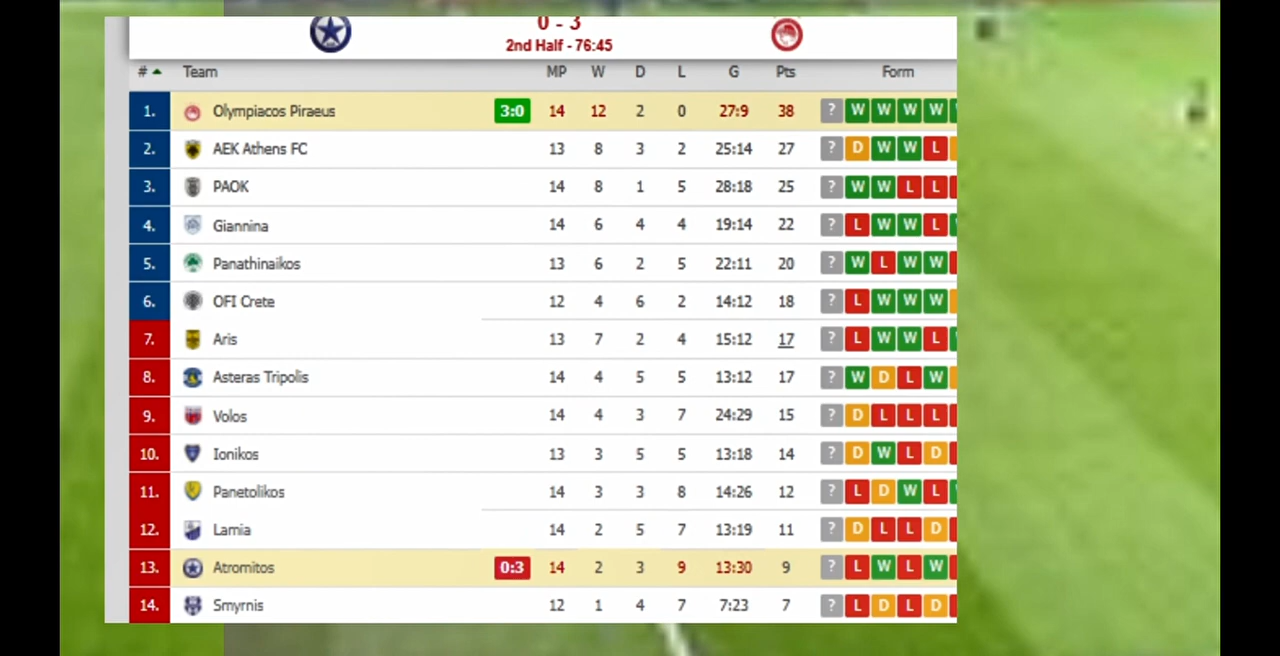 0 - 3
2nd Half - 76:45
# Team MP W D L G Pts Form
1. Olympiacos Piraeus 3:0 14 12 2 0 27:9 38 ? W W W W
2. AEK Athens FC 13 8 3 2 25:14 27 ? D W W L
3. PAOK 14 8 1 5 28:18 25 ? W W L L
4. Giannina 14 6 4 4 19:14 22 ? L W W L
5. Panathinaikos 13 6 2 5 22:11 20 ? W L W W
6. OFI Crete 12 4 6 2 14:12 18 ? L W W W
7. Aris 13 7 2 4 15:12 17 ? L W W L
8. Asteras Tripolis 14 4 5 5 13:12 17 ? W D L W
9. Volos 14 4 3 7 24:29 15 ? D L L L
10. Ionikos 13 3 5 5 13:18 14 ? D W L D
11. Panetolikos 14 3 3 8 14:26 12 ? L D W L
12. Lamia 14 2 5 7 13:19 11 ? D L L D
13. Atromitos 0:3 14 2 3 9 13:30 9 ? L W L W
14. Smyrnis 12 1 4 7 7:23 7 ? L D L D